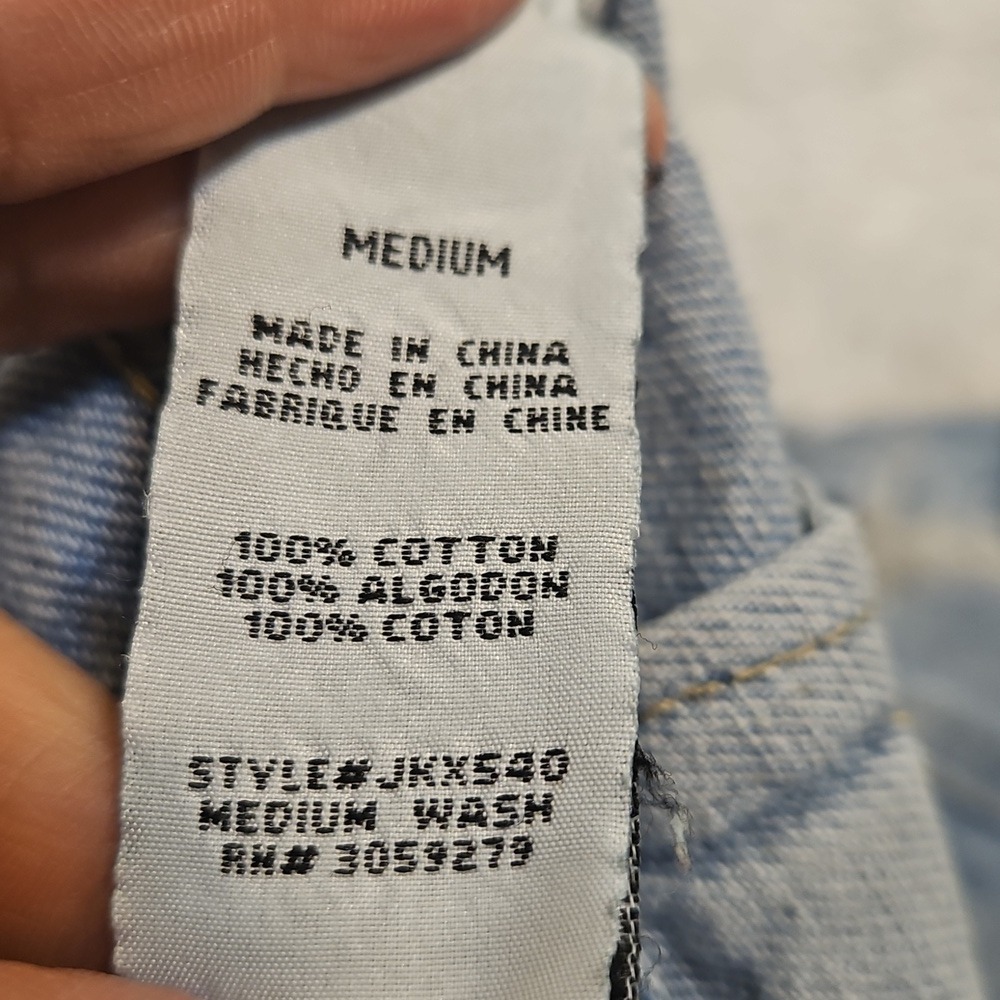 MEDIUM
MADE IN CHINA
HECHO EN CHINA
FABRIQUE EN CHINE
100% COTTON
100% ALGODON
100% COTON
STYLE#JKX540
MEDIUM WASH
RN# 3059279